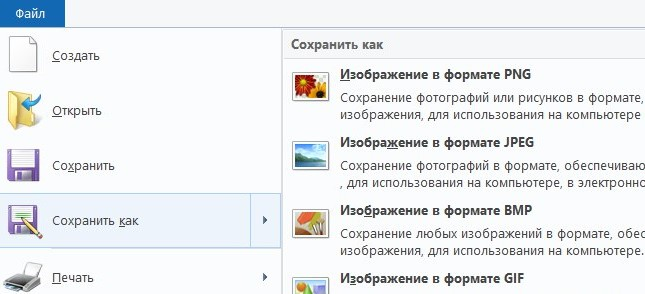 Файл
Создать
Открыть
Сохранить
Сохранить как
Печать
Сохранить как
Изображение в формате PNG
Сохранение фотографий или рисунков в формате,
изображения, для использования на компьютере
Изображение в формате JPEG
Сохранение фотографий в формате, обеспечиваю
, для использования на компьютере, в электронно
Изображение в формате BMP
Сохранение любых изображений в формате, обес
изображения, для использования на компьютере.
Изображение в формате GIF